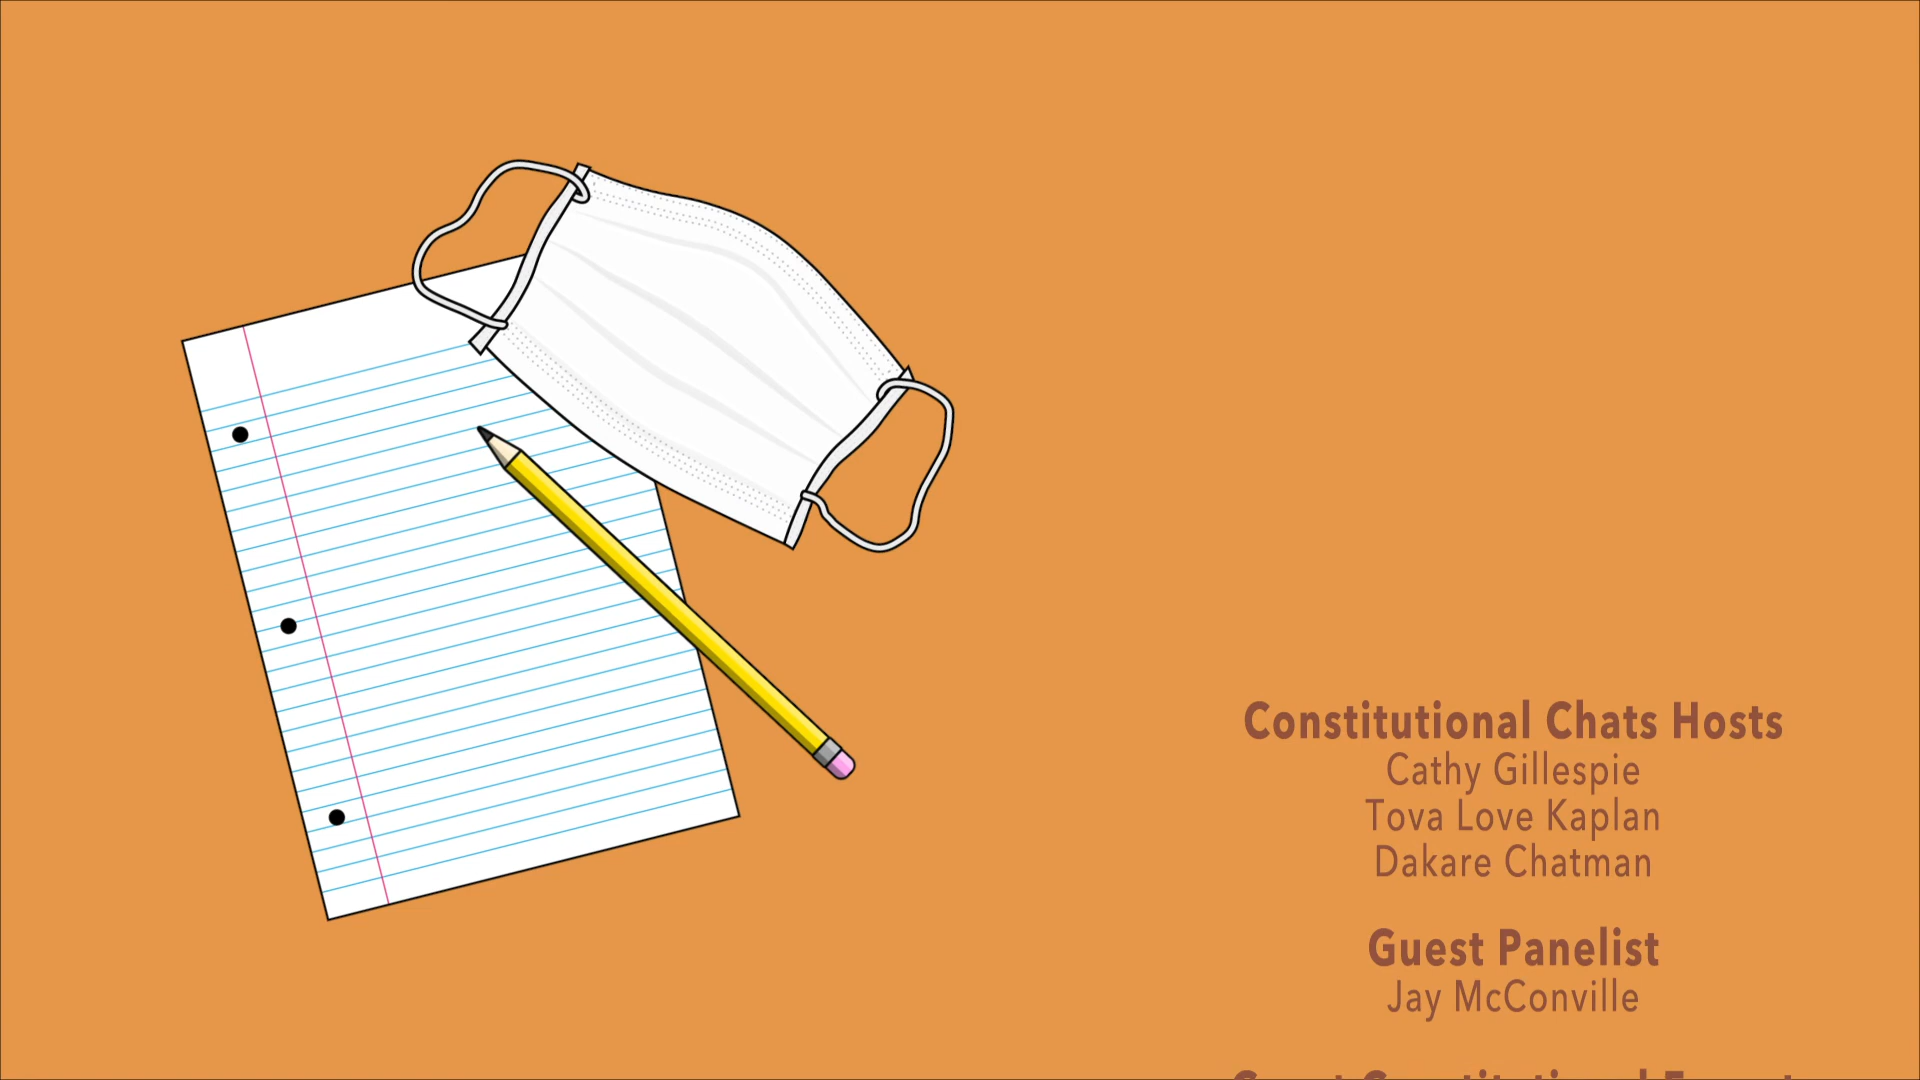 Constitutional Chats Hosts
Cathy Gillespie
Tova Love Kaplan
Dakare Chatman
Guest Panelist
Jay McConville